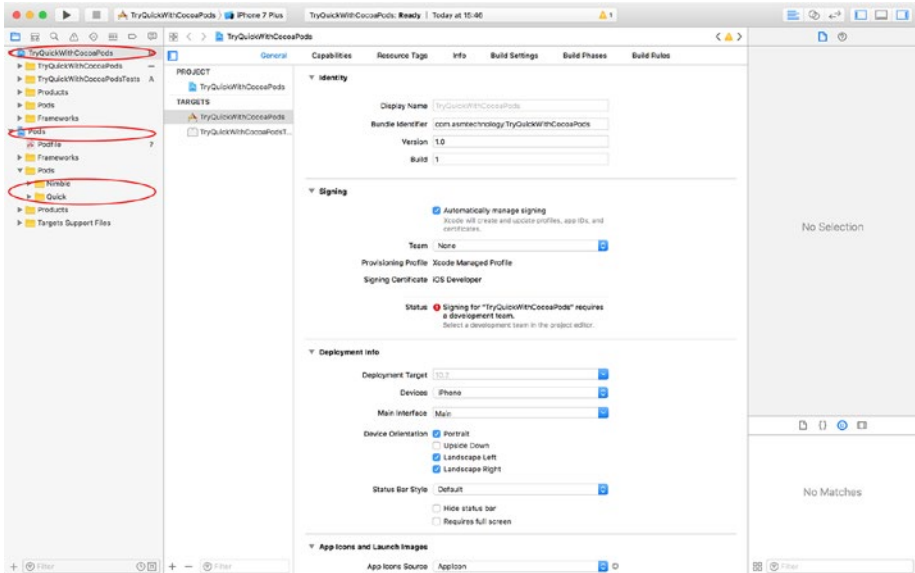 TryQuickWithCocoaPods
iPhone 7 Plus
TryQuickWithCocoaPods: Ready | Today at 15:46
1
TryQuickWithCocoaPods
TryQuickWithCocoaPods
TryQuickWithCocoaPodsTests A
Products
Pods
Frameworks
Pods
Podfile ?
Frameworks
Pods
Nimble
Quick
Products
Targets Support Files
Filter
TryQuickWithCocoaPods
General Capabilities Resource Tags Info Build Settings Build Phases Build Rules
PROJECT
TryQuickWithCocoaPods
TARGETS
TryQuickWithCocoaPods
TryQuickWithCocoaPodsT...
Filter
Identity
Display Name TryQuickWithCocoaPods
Bundle Identifier com.asmtechnology.TryQuickWithCocoaPods
Version 1.0
Build 1
Signing
Automatically manage signing
Xcode will create and update profiles, app IDs, and
certificates.
Team None
Provisioning Profile Xcode Managed Profile
Signing Certificate iOS Developer
Status Signing for "TryQuickWithCocoaPods" requires
a development team.
Select a development team in the project editor.
Deployment Info
Deployment Target 10.2
Devices iPhone
Main Interface Main
Device Orientation Portrait
Upside Down
Landscape Left
Landscape Right
Status Bar Style Default
Hide status bar
Requires full screen
App Icons and Launch Images
App Icons Source AppIcon
No Selection
No Matches
Filter